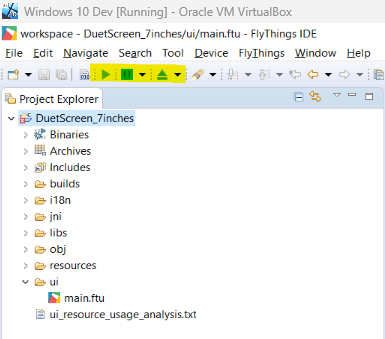 Windows 10 Dev [Running] - Oracle VM VirtualBox
workspace - DuetScreen_7inches/ui/main.ftu - FlyThings IDE
File Edit Navigate Search Tool Device FlyThings Window Help
Project Explorer
DuetScreen_7inches
Binaries
Archives
Includes
builds
i18n
jni
libs
obj
resources
ui
main.ftu
ui_resource_usage_analysis.txt